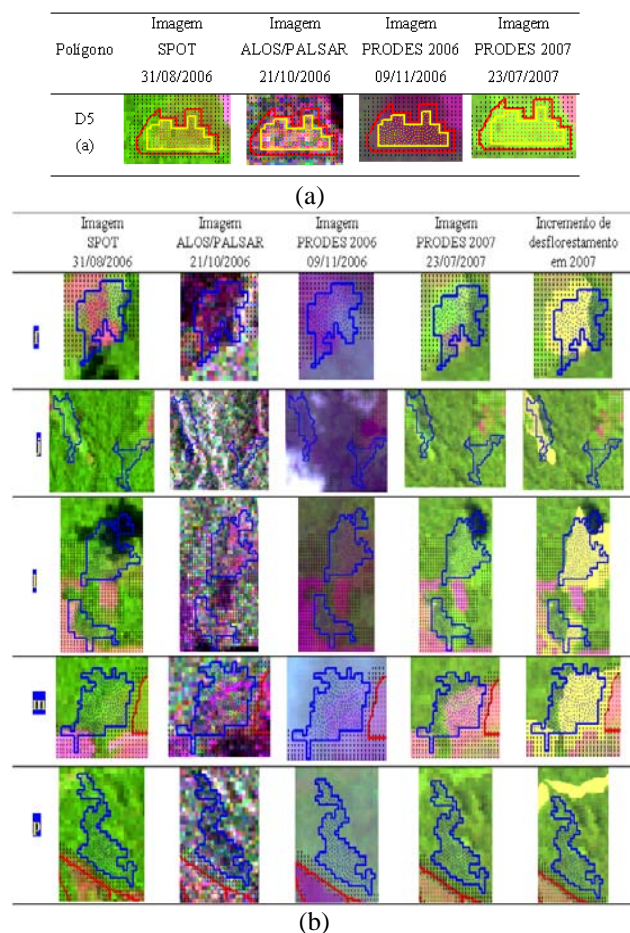 Imagem Imagem Imagem Imagem
Polígono SPOT ALOS/PALSAR PRODES 2006 PRODES 2007
31/08/2006 21/10/2006 09/11/2006 23/07/2007
D5
(a)
(a)
Imagem Imagem Imagem Imagem Incremento de
SPOT ALOS/PALSAR PRODES 2006 PRODES 2007 desflorestamento
31/08/2006 21/10/2006 09/11/2006 23/07/2007 em 2007
j
m
p
(b)